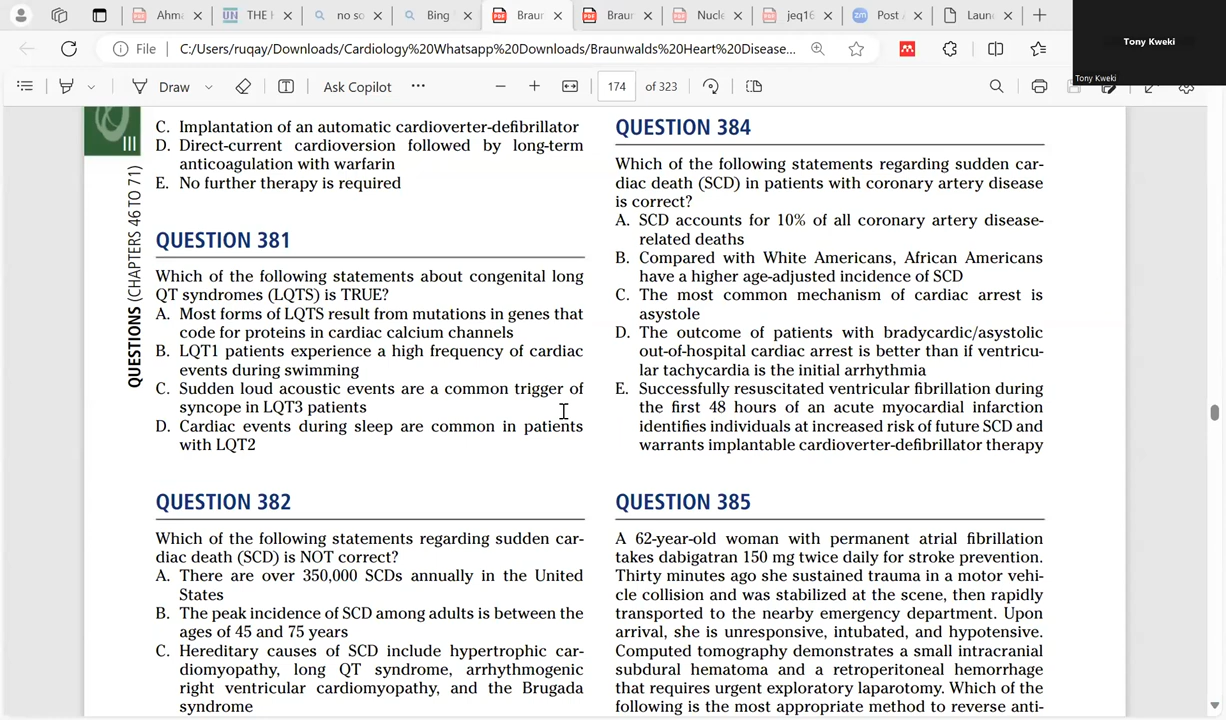 Ahm
THE H
no so
Bing
Braun
Braun
Nucle
jeq16
Post A
Laun
Tony Kweki
Tony Kweki
File
C:/Users/ruqay/Downloads/Cardiology%20Whatsapp%20Downloads/Braunwalds%20Heart%20Disease...
Draw
Ask Copilot
174
of 323
III
QUESTIONS (CHAPTERS 46 TO 71)
C. Implantation of an automatic cardioverter-defibrillator
D. Direct-current cardioversion followed by long-term
anticoagulation with warfarin
E. No further therapy is required
QUESTION 381
Which of the following statements about congenital long
QT syndromes (LQTS) is TRUE?
A. Most forms of LQTS result from mutations in genes that
code for proteins in cardiac calcium channels
B. LQT1 patients experience a high frequency of cardiac
events during swimming
C. Sudden loud acoustic events are a common trigger of
syncope in LQT3 patients
D. Cardiac events during sleep are common in patients
with LQT2
QUESTION 382
Which of the following statements regarding sudden car-
diac death (SCD) is NOT correct?
A. There are over 350,000 SCDs annually in the United
States
B. The peak incidence of SCD among adults is between the
ages of 45 and 75 years
C. Hereditary causes of SCD include hypertrophic car-
diomyopathy, long QT syndrome, arrhythmogenic
right ventricular cardiomyopathy, and the Brugada
syndrome
QUESTION 384
Which of the following statements regarding sudden car-
diac death (SCD) in patients with coronary artery disease
is correct?
A. SCD accounts for 10% of all coronary artery disease-
related deaths
B. Compared with White Americans, African Americans
have a higher age-adjusted incidence of SCD
C. The most common mechanism of cardiac arrest is
asystole
D. The outcome of patients with bradycardic/asystolic
out-of-hospital cardiac arrest is better than if ventricu-
lar tachycardia is the initial arrhythmia
E. Successfully resuscitated ventricular fibrillation during
the first 48 hours of an acute myocardial infarction
identifies individuals at increased risk of future SCD and
warrants implantable cardioverter-defibrillator therapy
QUESTION 385
A 62-year-old woman with permanent atrial fibrillation
takes dabigatran 150 mg twice daily for stroke prevention.
Thirty minutes ago she sustained trauma in a motor vehi-
cle collision and was stabilized at the scene, then rapidly
transported to the nearby emergency department. Upon
arrival, she is unresponsive, intubated, and hypotensive.
Computed tomography demonstrates a small intracranial
subdural hematoma and a retroperitoneal hemorrhage
that requires urgent exploratory laparotomy. Which of the
following is the most appropriate method to reverse anti-